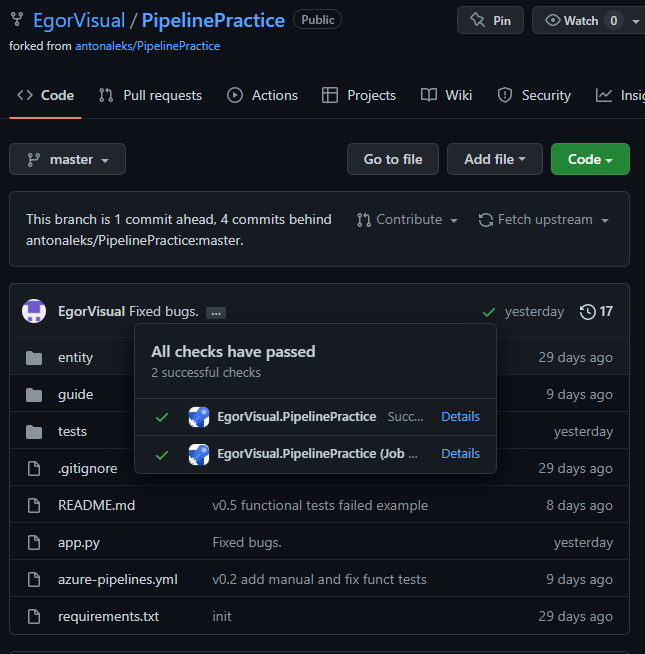 EgorVisual / PipelinePractice Public Pin Watch 0
forked from antonaleks/PipelinePractice
Code Pull requests Actions Projects Wiki Security
master Go to file Add file Code
This branch is 1 commit ahead, 4 commits behind
antonaleks/PipelinePractice:master.
Contribute Fetch upstream
EgorVisual Fixed bugs. ... yesterday 17
All checks have passed
2 successful checks
EgorVisual.PipelinePractice Succ... Details
EgorVisual.PipelinePractice (Job ... Details
entity 29 days ago
guide 9 days ago
tests yesterday
.gitignore 29 days ago
README.md v0.5 functional tests failed example 8 days ago
app.py Fixed bugs. yesterday
azure-pipelines.yml v0.2 add manual and fix funct tests 9 days ago
requirements.txt init 29 days ago